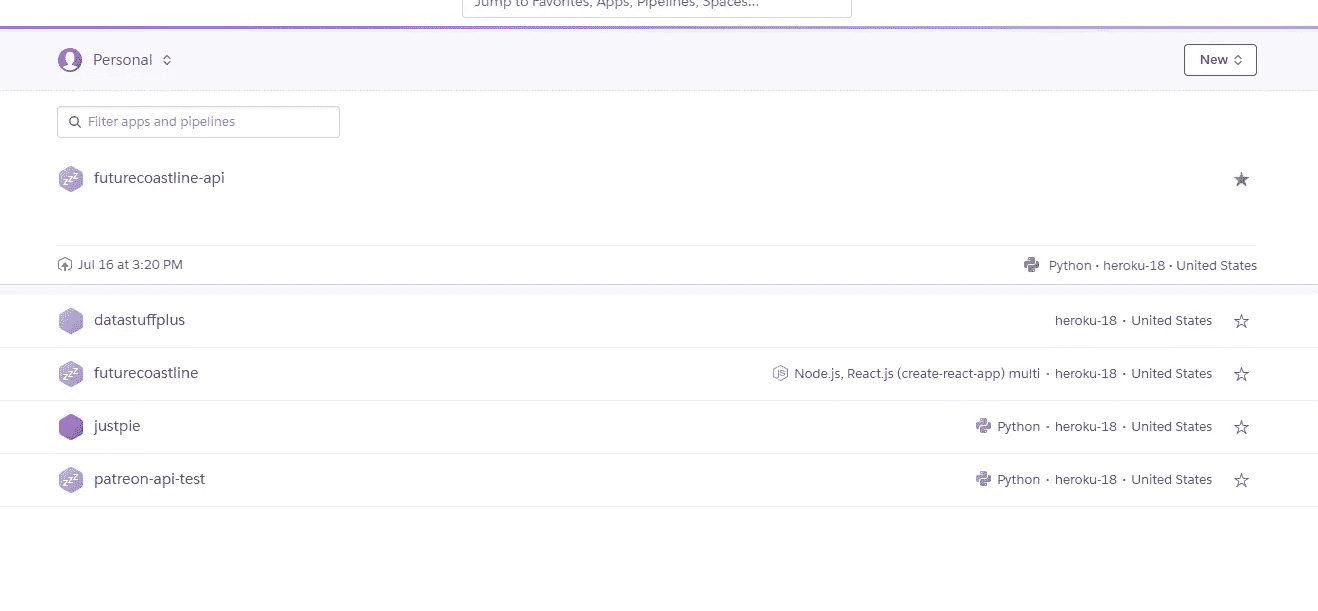 Jump to Favorites, Apps, Pipelines, Spaces...
Personal
New
Filter apps and pipelines
futurecoastline-api
Jul 16 at 3:20 PM
Python • heroku-18 • United States
datastuffplus
heroku-18 • United States
futurecoastline
Node.js, React.js (create-react-app) multi • heroku-18 • United States
justpie
Python • heroku-18 • United States
patreon-api-test
Python • heroku-18 • United States